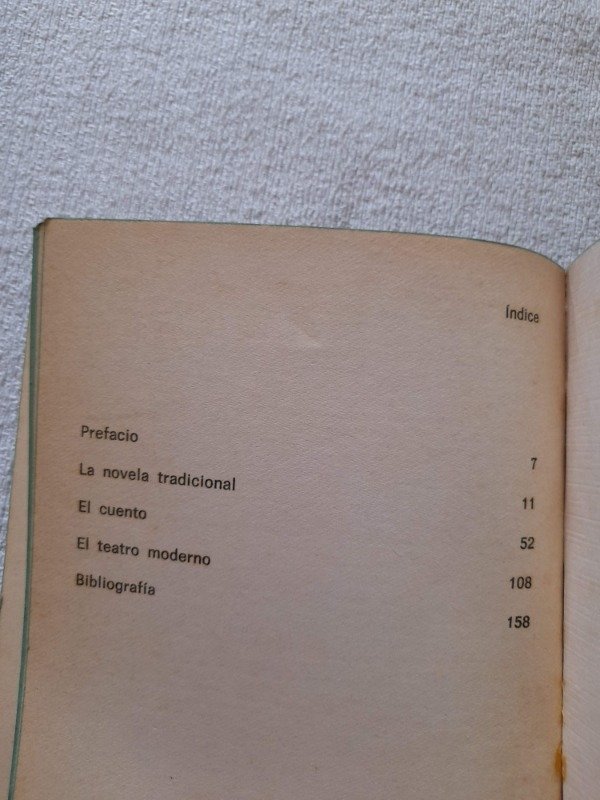 Índice
Prefacio 7
La novela tradicional 11
El cuento 52
El teatro moderno 108
Bibliografía 158